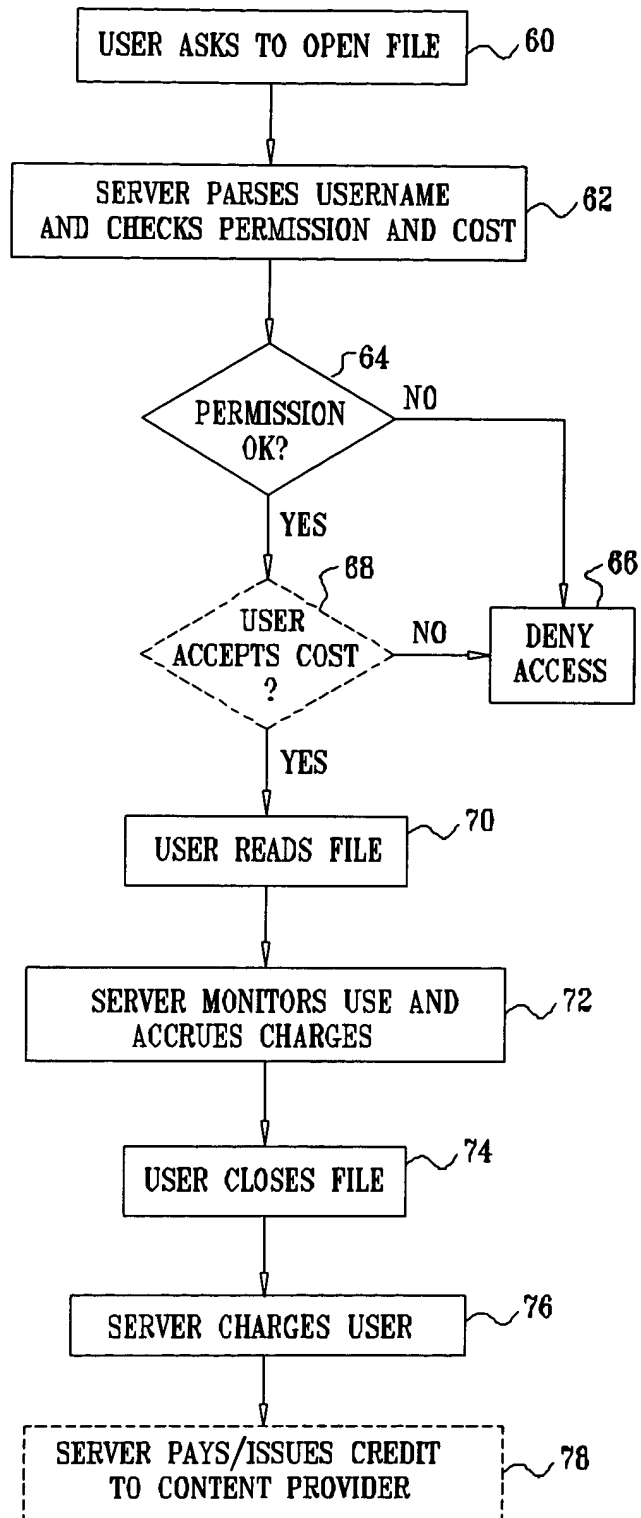 USER ASKS TO OPEN FILE
60
SERVER PARSES USERNAME
AND CHECKS PERMISSION AND COST
62
64
PERMISSION
OK?
NO
YES
66
DENY
ACCESS
68
USER
ACCEPTS COST
?
NO
YES
USER READS FILE
70
SERVER MONITORS USE AND
ACCRUES CHARGES
72
USER CLOSES FILE
74
SERVER CHARGES USER
76
SERVER PAYS/ISSUES CREDIT
TO CONTENT PROVIDER
78